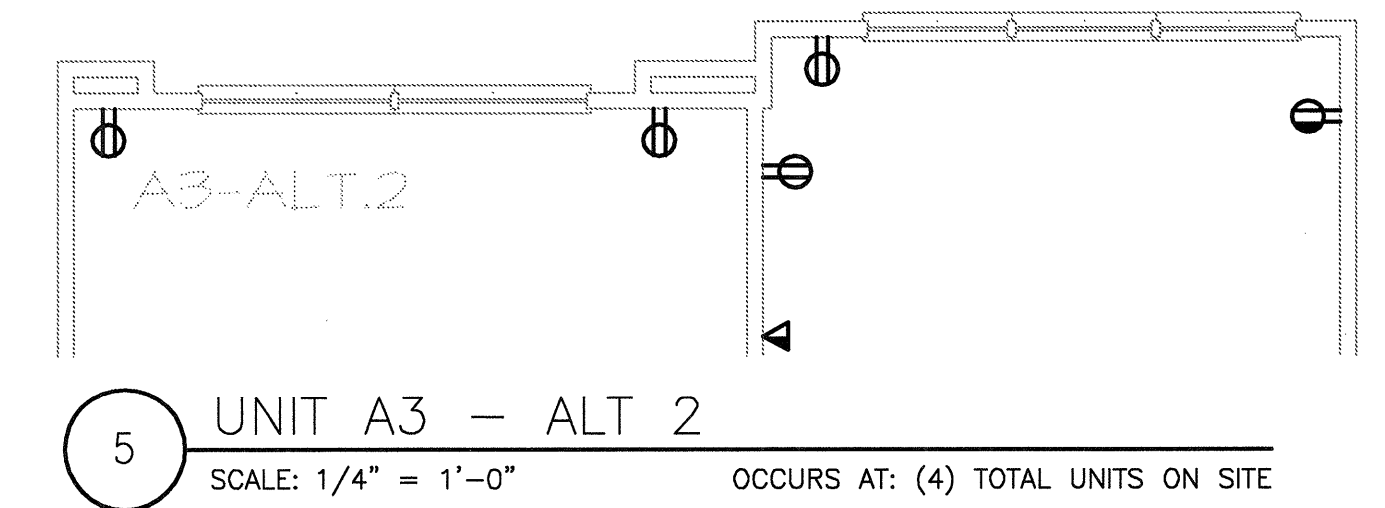 A3-ALT.2
5
UNIT A3 - ALT 2
SCALE: 1/4" = 1'-0"
OCCURS AT: (4) TOTAL UNITS ON SITE